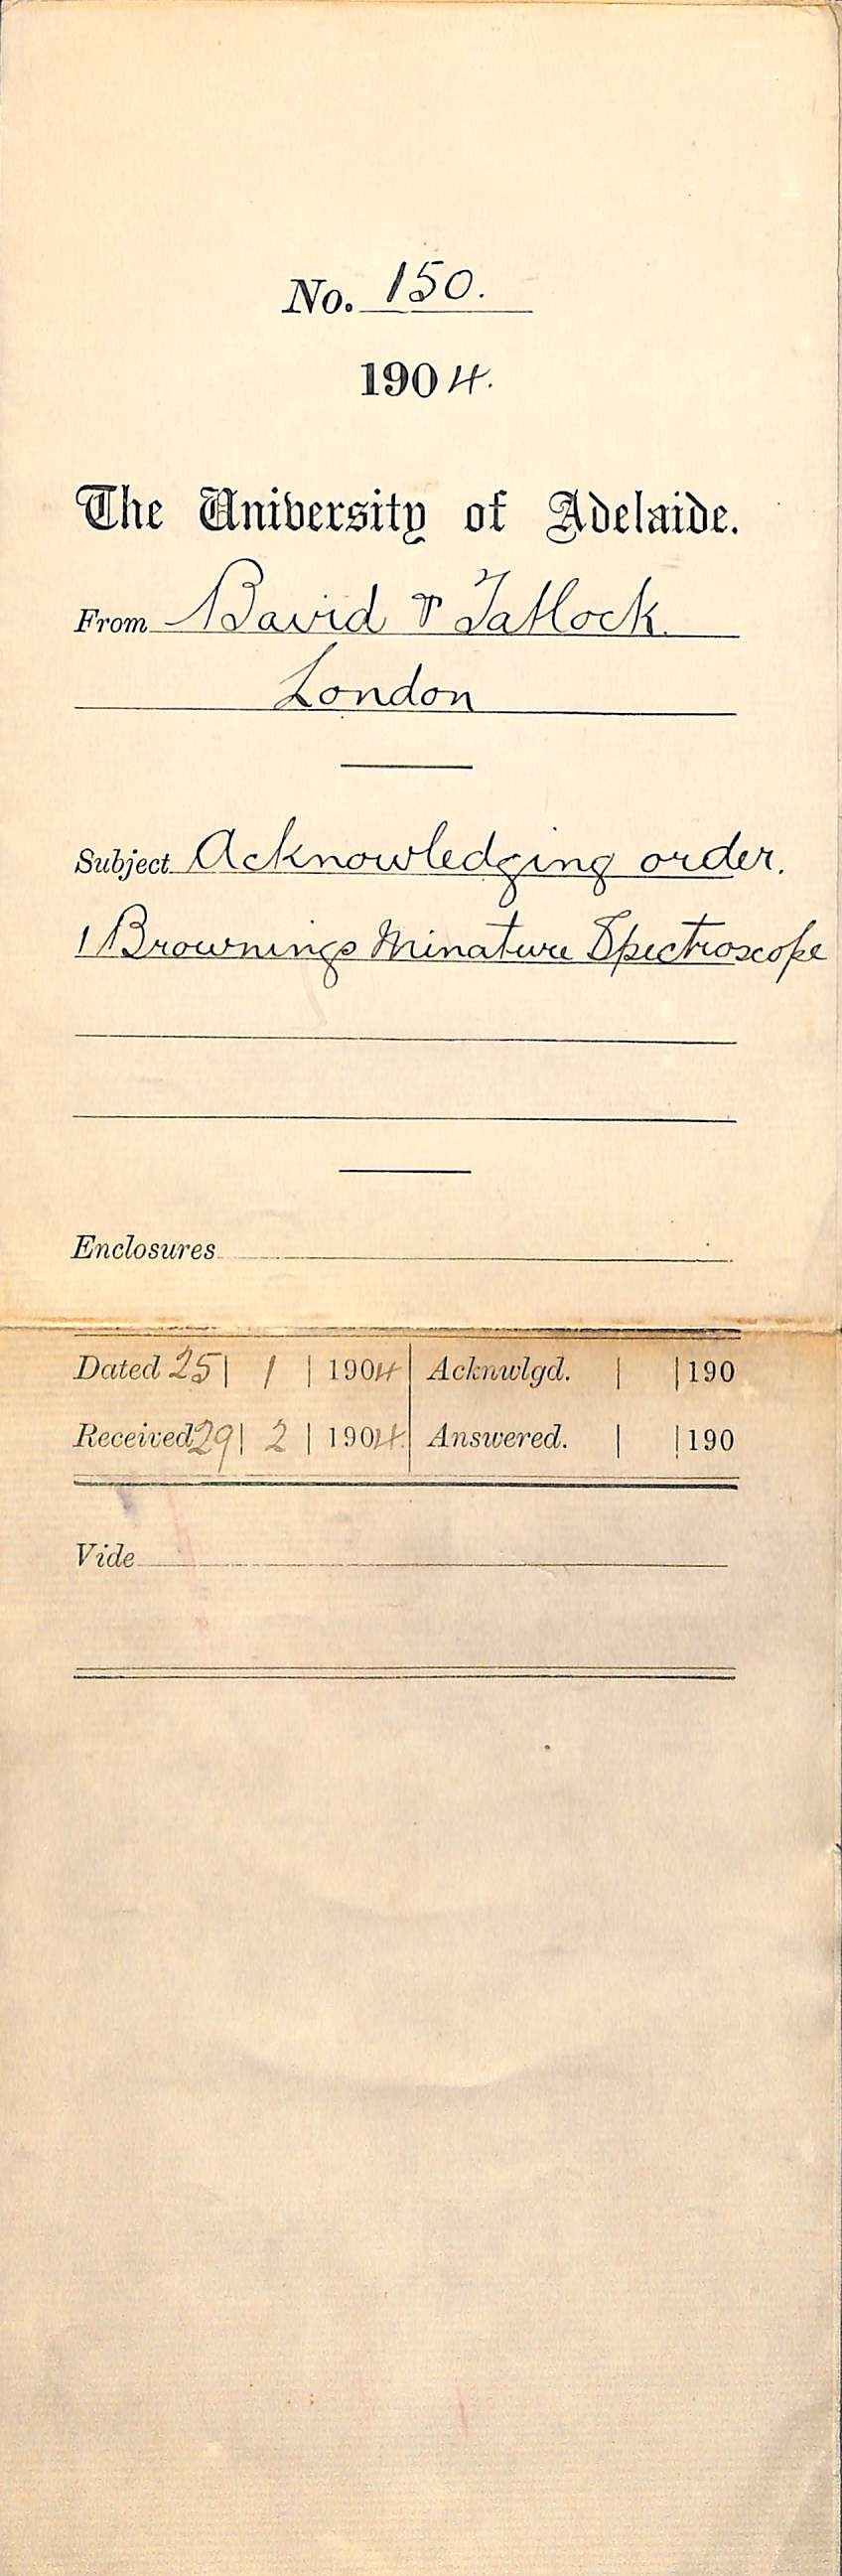 No. 150.
1904.
The University of Adelaide.
From Bavid & Tatlock.
London
Subject Acknowledging order.
1 Brownings Minature Spectroscope
Enclosures
Dated 25 | 1 | 1904 | Acknwlgd. | | 190
Received 29 | 2 | 1904. | Answered. | | 190
Vide